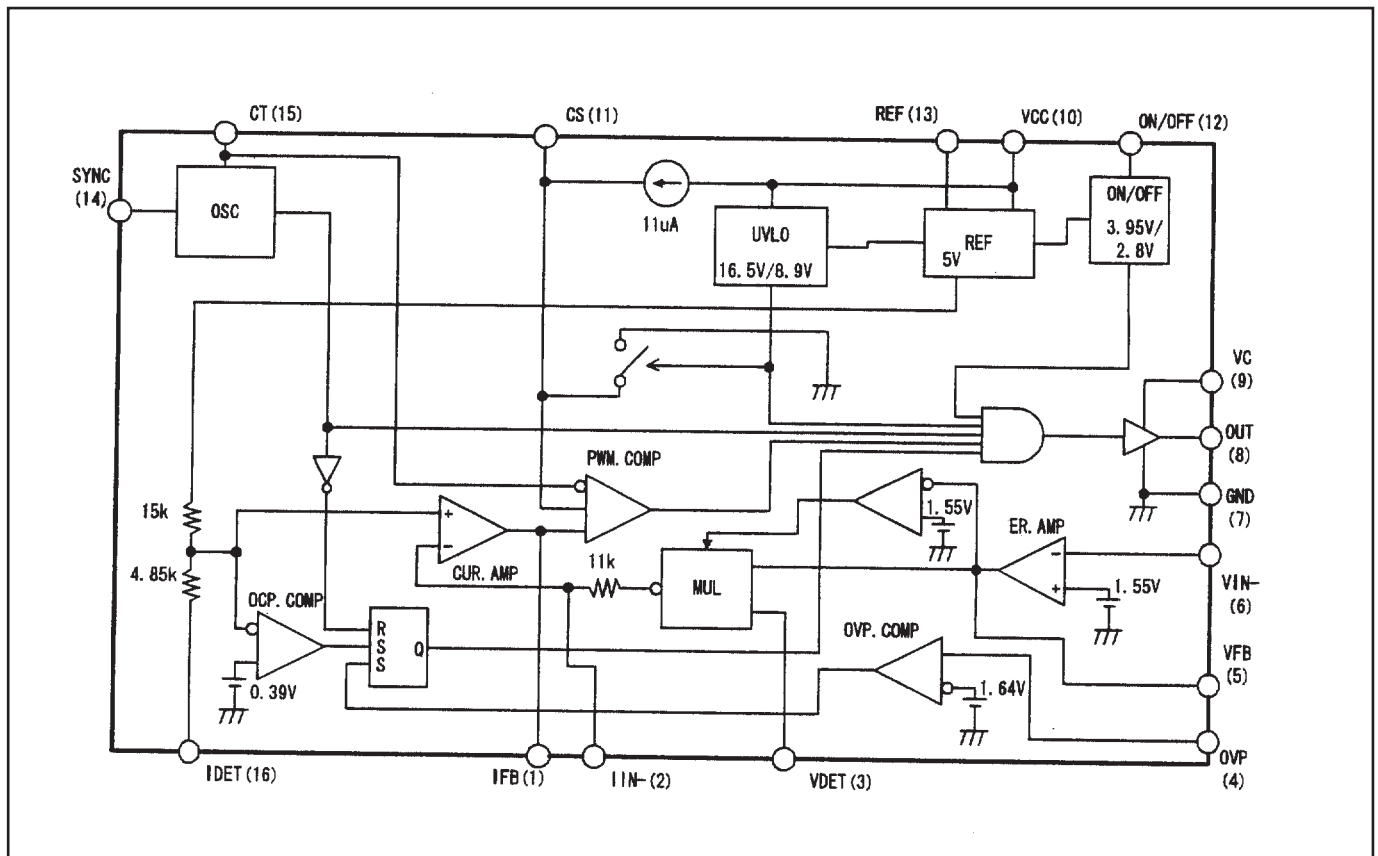 CT(15)
CS(11)
REF(13)
VCC(10)
ON/OFF(12)
SYNC
(14)
OSC
11uA
UVLO
16.5V/8.9V
REF
5V
ON/OFF
3.95V/
2.8V
VC
(9)
OUT
(8)
GND
(7)
PWM.COMP
15k
4.85k
+
-
CUR.AMP
11k
MUL
1.55V
ER.AMP
-
+
1.55V
VIN-
(6)
OCP.COMP
0.39V
R
S
S
Q
OVP.COMP
1.64V
VFB
(5)
OVP
(4)
IDET(16)
IFB(1)
IIN-(2)
VDET(3)